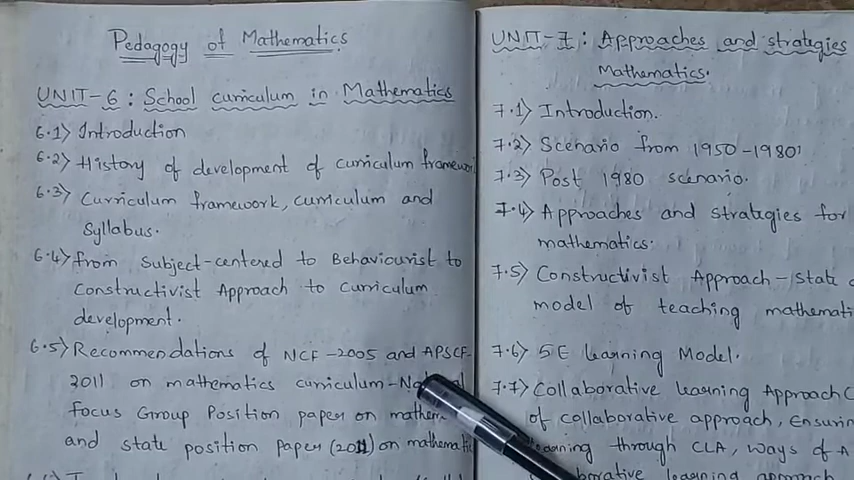 Pedagogy of Mathematics
UNIT-6 : School curriculum in Mathematics
6.1) Introduction
6.2) History of development of curriculum
6.3) Curriculum framework, curriculum and
Syllabus.
6.4) from Subject-centered to Behaviourist to
Constructivist Approach to Curriculum
development.
6.5) Recommendations of NCF-2005 and APSCF-
2011 on mathematics curriculum-
Focus Group Position paper on
and state position paper (2011) on
UNIT-7 : Approaches and strategies
Mathematics.
7.1) Introduction.
7.2) Scenario from 1950-1980'
7.3) Post 1980 scenario.
7.4) Approaches and strategies for
mathematics.
7.5) Constructivist Approach-state
model of teaching
7.6) 5E learning Model.
7.7) Collaborative learning Approach
of collaborative approach,
learning through CLA, ways of
learning approach